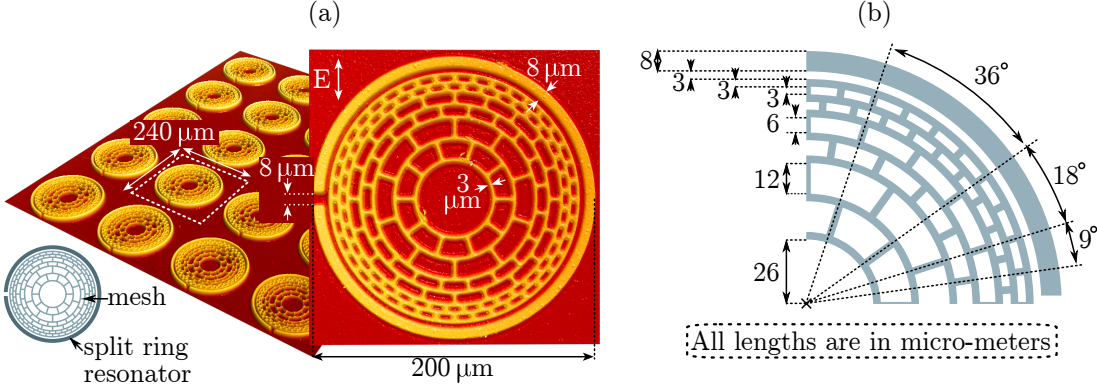 (a)
(b)
E
8 μm
240 μm
8 μm
3
μm
mesh
split ring
resonator
200 μm
8
3
3
3
6
12
26
36°
18°
9°
All lengths are in micro-meters